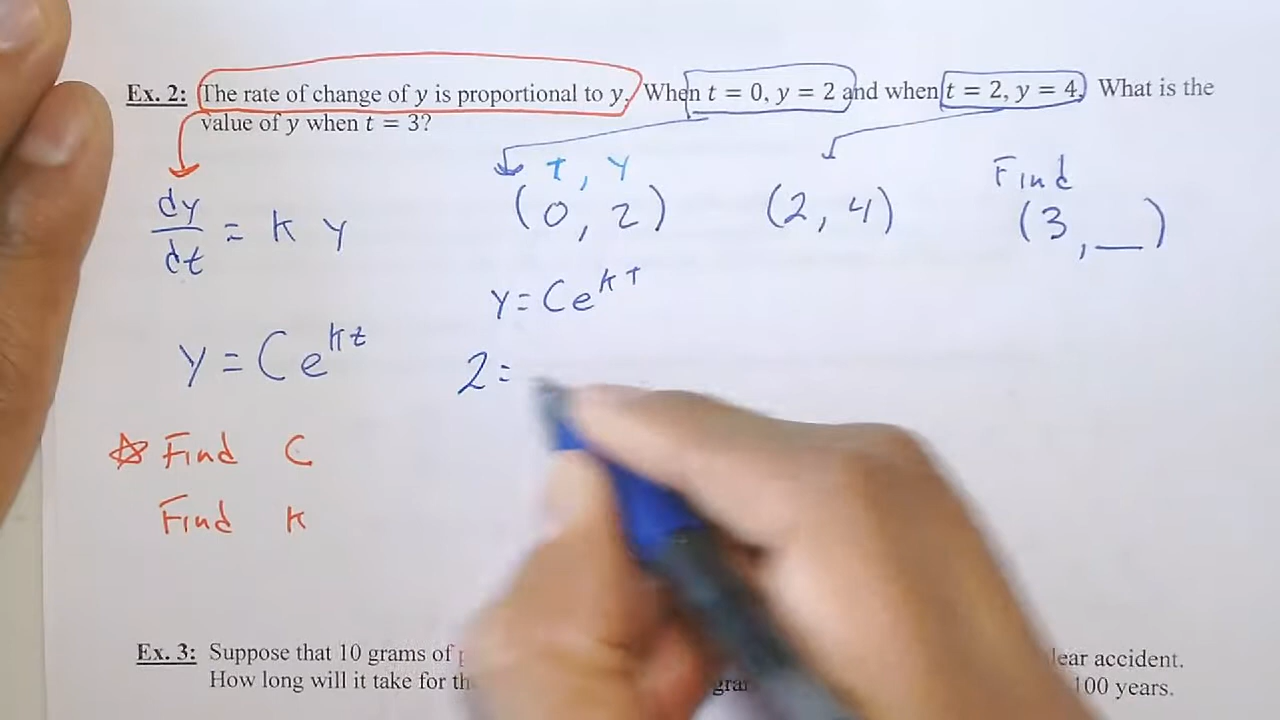 Ex. 2: The rate of change of y is proportional to y. When t = 0, y = 2 and when t = 2, y = 4. What is the
value of y when t = 3?
T, Y
Find
dy/dt = K Y
(0, 2)
(2, 4)
(3, _)
Y = Ce^{KT}
Y = Ce^{kt}
2 =
☆ Find C
Find K
Ex. 3: Suppose that 10 grams of lear accident.
How long will it take for gram 100 years.